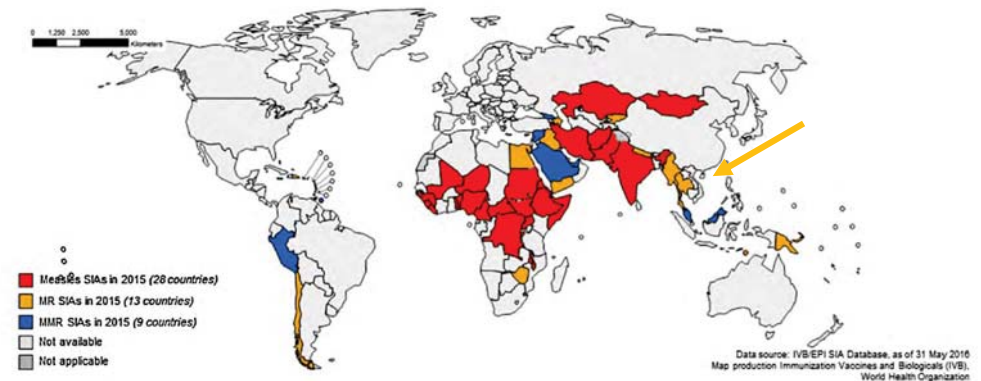 0 1,250 2,500 5,000
Kilometers
Measles SIAs in 2015 (28 countries)
MR SIAs in 2015 (13 countries)
MMR SIAs in 2015 (9 countries)
Not available
Not applicable
Data source: IVB/EPI SIA Database, as of 31 May 2016
Map production Immunization Vaccines and Biologicals (IVB),
World Health Organization